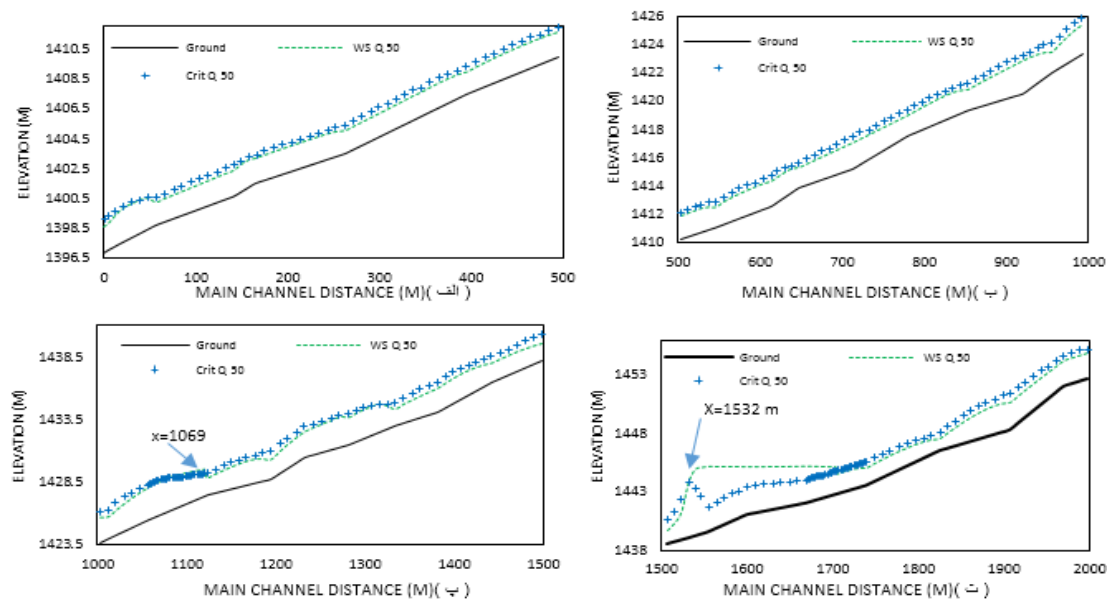 1410.5
1408.5
1406.5
1404.5
1402.5
1400.5
1398.5
1396.5
ELEVATION (M)
Ground
WS Q 50
Crit Q 50
0
100
200
300
400
500
MAIN CHANNEL DISTANCE (M)( الف )
1426
1424
1422
1420
1418
1416
1414
1412
1410
ELEVATION (M)
Ground
WS Q 50
Crit Q 50
500
600
700
800
900
1000
MAIN CHANNEL DISTANCE (M)( ب )
1438.5
1433.5
1428.5
1423.5
ELEVATION (M)
Ground
WS Q 50
Crit Q 50
x=1069
1000
1100
1200
1300
1400
1500
MAIN CHANNEL DISTANCE (M)( پ )
1453
1448
1443
1438
ELEVATION (M)
Ground
WS Q 50
Crit Q 50
X=1532 m
1500
1600
1700
1800
1900
2000
MAIN CHANNEL DISTANCE (M)( ت )